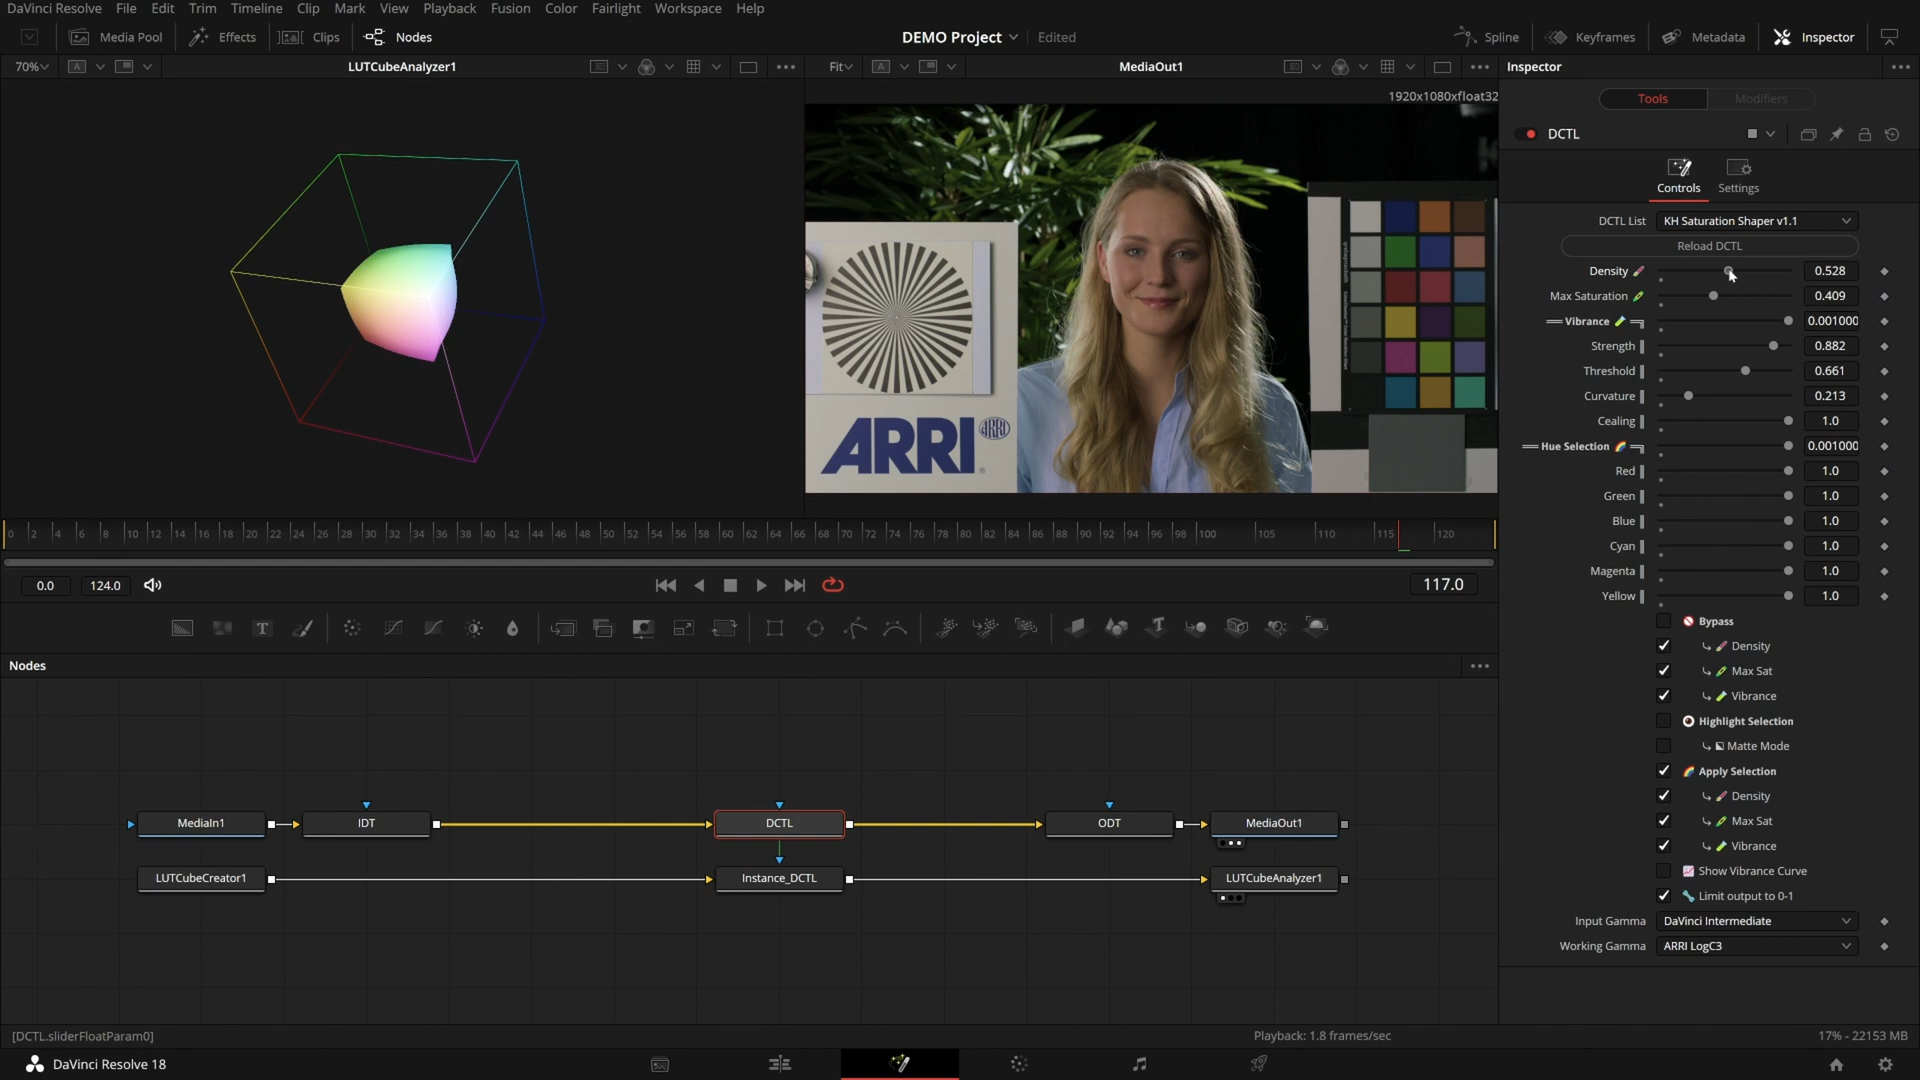 DaVinci Resolve File Edit Trim Timeline Clip Mark View Playback Fusion Color Fairlight Workspace Help
Media Pool Effects Clips Nodes DEMO Project Edited Spline Keyframes Metadata Inspector
70% A LUTCubeAnalyzer1 Fit A MediaOut1 Inspector
1920x1080xfloat32
Tools Modifiers
DCTL
Controls Settings
DCTL List KH Saturation Shaper v1.1
Reload DCTL
Density 0.528
Max Saturation 0.409
Vibrance 0.001000
Strength 0.882
Threshold 0.661
Curvature 0.213
Cealing 1.0
Hue Selection 0.001000
Red 1.0
Green 1.0
Blue 1.0
Cyan 1.0
Magenta 1.0
Yellow 1.0
Bypass
Density
Max Sat
Vibrance
Highlight Selection
Matte Mode
Apply Selection
Density
Max Sat
Vibrance
Show Vibrance Curve
Limit output to 0-1
Input Gamma DaVinci Intermediate
Working Gamma ARRI LogC3
ARRI ARRI
0 2 4 6 8 10 12 14 16 18 20 22 24 26 28 30 32 34 36 38 40 42 44 46 48 50 52 54 56 58 60 62 64 66 68 70 72 74 76 78 80 82 84 86 88 90 92 94 96 98 100 105 110 115 120
0.0 124.0 117.0
Nodes
MediaIn1 IDT DCTL ODT MediaOut1
LUTCubeCreator1 Instance_DCTL LUTCubeAnalyzer1
[DCTL.sliderFloatParam0] Playback: 1.8 frames/sec 17% - 22153 MB
DaVinci Resolve 18